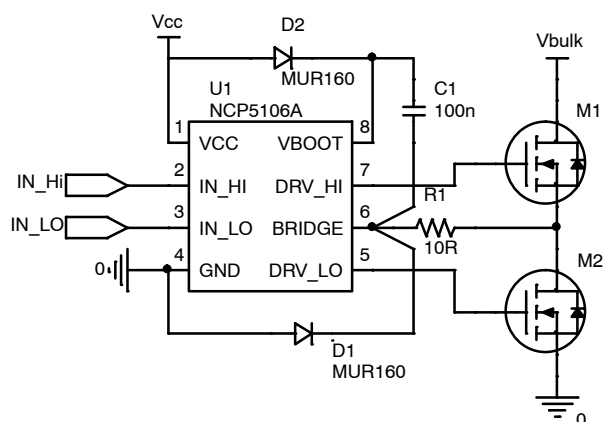 Vcc
D2
MUR160
Vbulk
U1
NCP5106A
C1
100n
M1
1
VCC
VBOOT
8
IN_Hi
2
IN_HI
DRV_HI
7
R1
IN_LO
3
IN_LO
BRIDGE
6
10R
0
4
GND
DRV_LO
5
M2
D1
MUR160
0